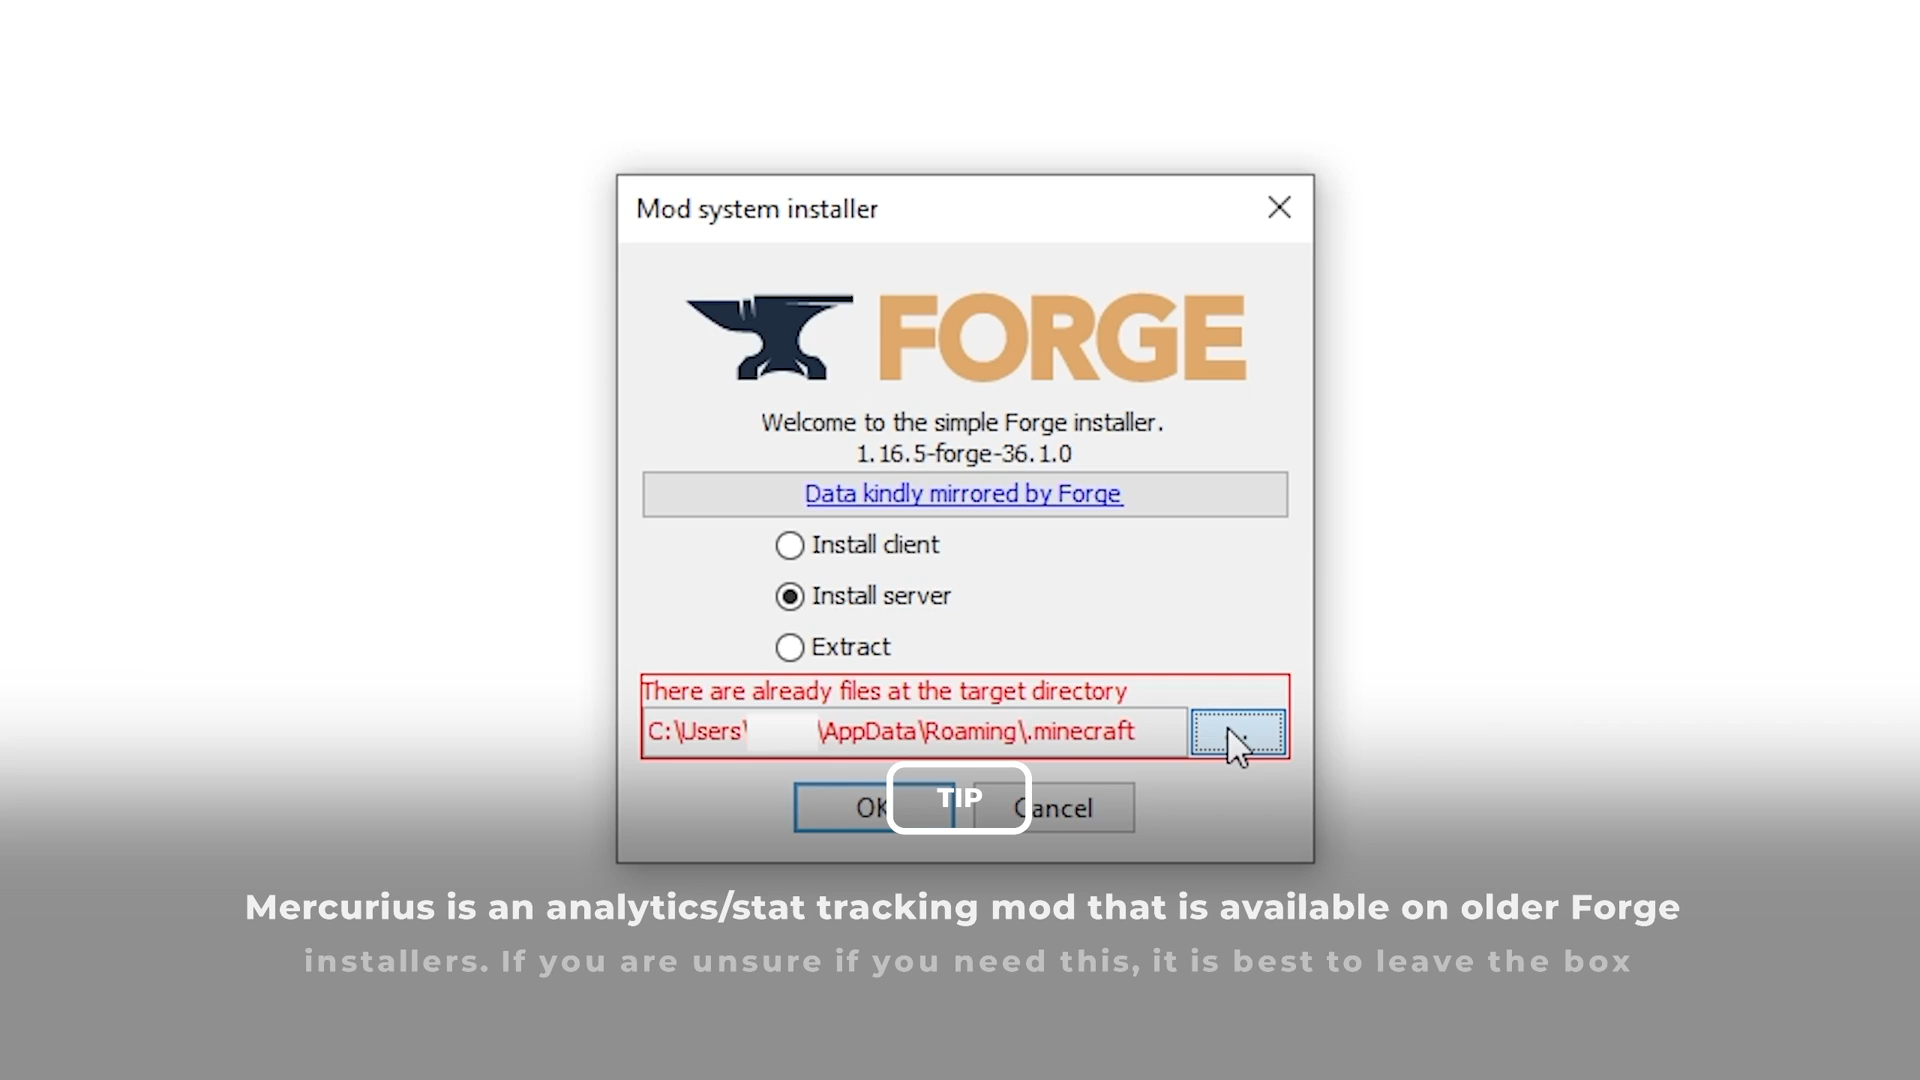 Mod system installer
FORGE
Welcome to the simple Forge installer.
1.16.5-forge-36.1.0
Data kindly mirrored by Forge
Install client
Install server
Extract
There are already files at the target directory
C:\Users\ \AppData\Roaming\.minecraft
OK TIP Cancel
Mercurius is an analytics/stat tracking mod that is available on older Forge
installers. If you are unsure if you need this, it is best to leave the box